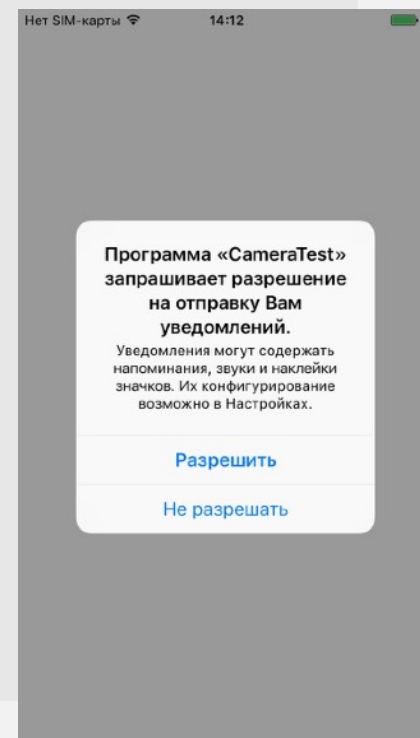 Нет SIM-карты 14:12
Программа «CameraTest»
запрашивает разрешение
на отправку Вам
уведомлений.
Уведомления могут содержать
напоминания, звуки и наклейки
значков. Их конфигурирование
возможно в Настройках.
Разрешить
Не разрешать